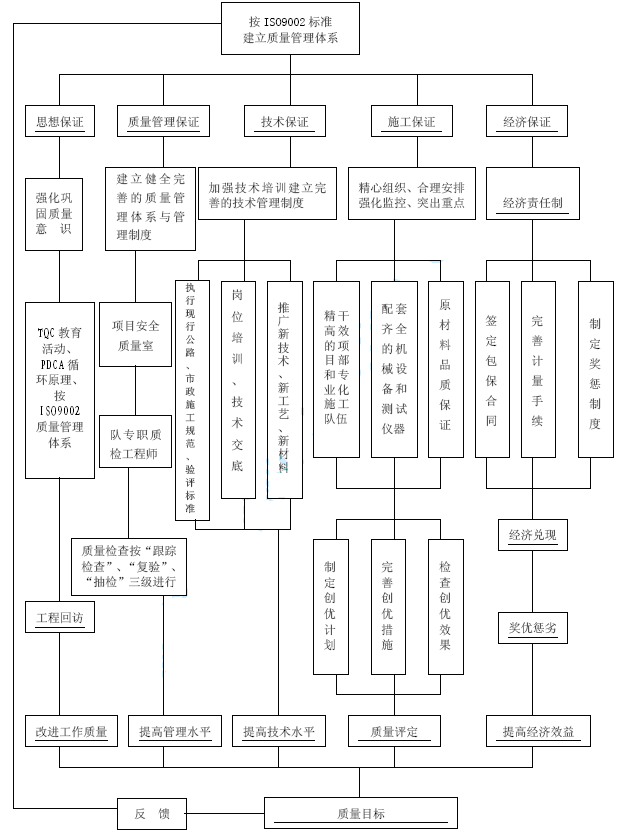 按 ISO9002 标准
建立质量管理体系
思想保证
质量管理保证
技术保证
施工保证
经济保证
强化巩
固质量
意 识
建立健全完
善的质量管
理体系与管
理制度
加强技术培训建立完
善的技术管理制度
精心组织、合理安排
强化监控、突出重点
经济责任制
TQC 教育
活动、
PDCA 循
环原理、
按
ISO9002
质量管理
体系
项目安全
质量室
队专职质
检工程师
执行现行公路、市政施工规范、验评标准
岗位培训、技术交底
推广新技术、新工艺、新材料
精干
高效
的项
目部
和专
业化
施工
队伍
配套
齐全
的机
械设
备和
测试
仪器
原材料品质保证
签定包保合同
完善计量手续
制定奖惩制度
质量检查按“跟踪
检查”、“复验”、
“抽检”三级进行
制定创优计划
完善创优措施
检查创优效果
经济兑现
工程回访
奖优惩劣
改进工作质量
提高管理水平
提高技术水平
质量评定
提高经济效益
反 馈
质量目标